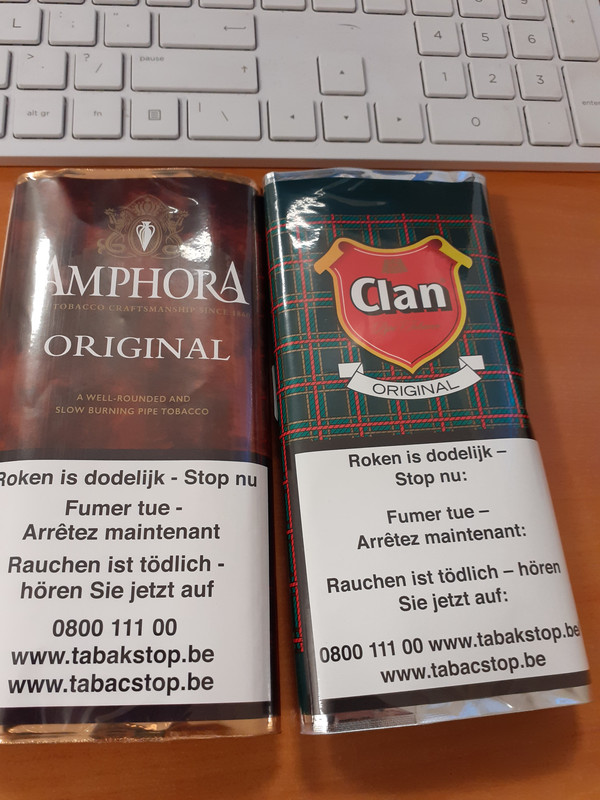 L
4
5
6
pause
1
2
3
alt gr
fn
0
enter
AMPHORA
TOBACCO CRAFTSMANSHIP SINCE
ORIGINAL
A WELL-ROUNDED AND
SLOW BURNING PIPE TOBACCO
Roken is dodelijk - Stop nu
Fumer tue -
Arrêtez maintenant
Rauchen ist tödlich -
hören Sie jetzt auf
0800 111 00
www.tabakstop.be
www.tabacstop.be
Clan
ORIGINAL
Roken is dodelijk –
Stop nu:
Fumer tue –
Arrêtez maintenant:
Rauchen ist tödlich – hören
Sie jetzt auf:
0800 111 00 www.tabakstop.be
www.tabacstop.be